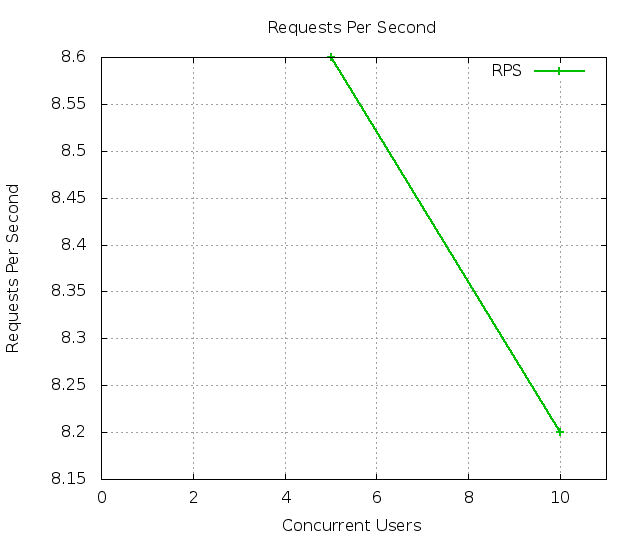 Requests Per Second
RPS
Requests Per Second
8.6
8.55
8.5
8.45
8.4
8.35
8.3
8.25
8.2
8.15
0 2 4 6 8 10
Concurrent Users